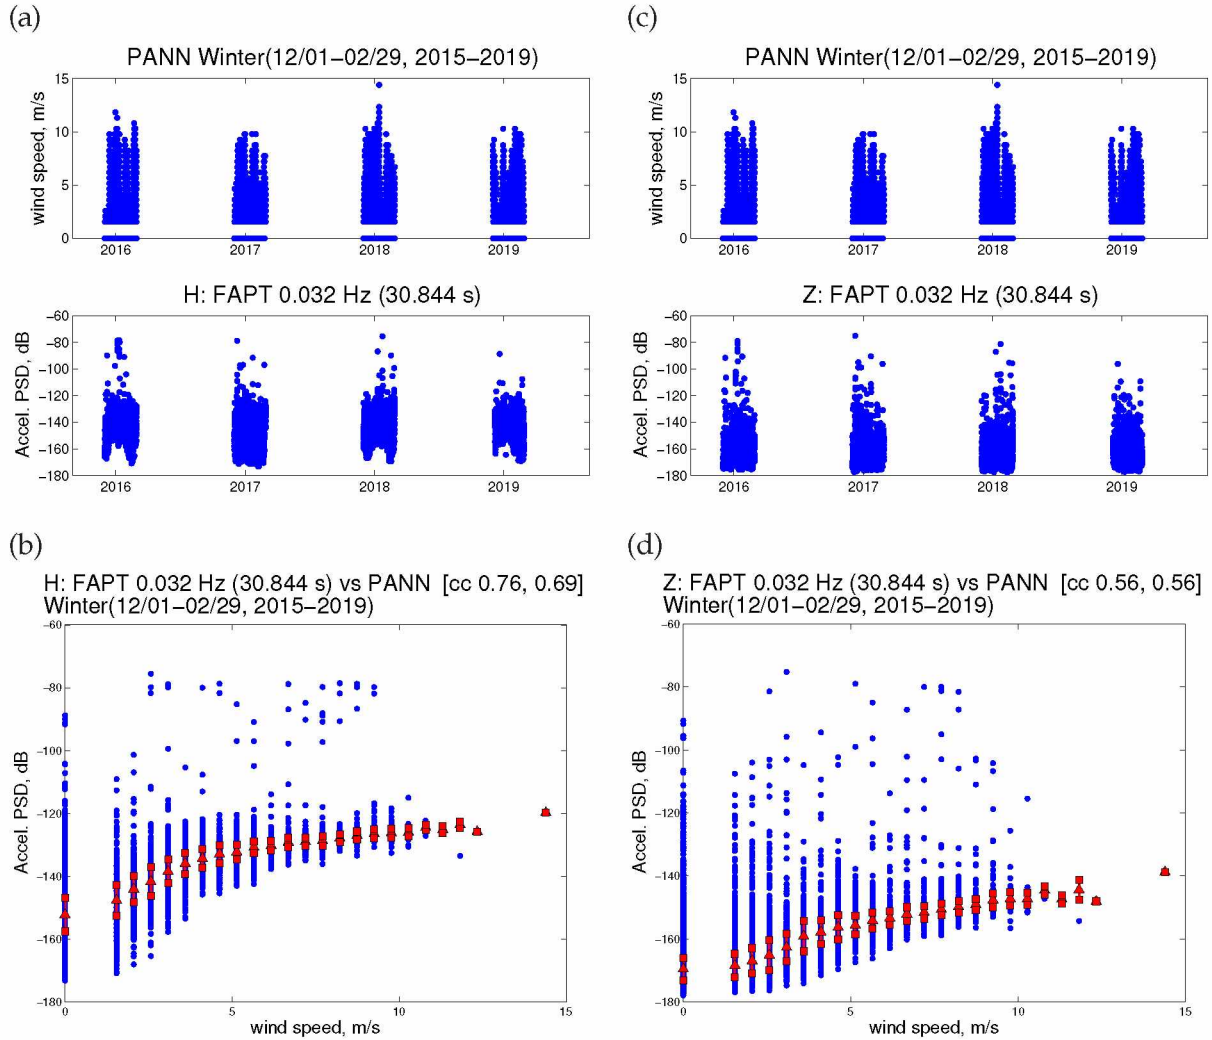 (a)
PANN Winter(12/01−02/29, 2015−2019)
wind speed, m/s
15
10
5
0
2016 2017 2018 2019
H: FAPT 0.032 Hz (30.844 s)
Accel. PSD, dB
−60
−80
−100
−120
−140
−160
−180
2016 2017 2018 2019
(b)
H: FAPT 0.032 Hz (30.844 s) vs PANN [cc 0.76, 0.69]
Winter(12/01−02/29, 2015−2019)
Accel. PSD, dB
−60
−80
−100
−120
−140
−160
−180
0 5 10 15
wind speed, m/s
(c)
PANN Winter(12/01−02/29, 2015−2019)
wind speed, m/s
15
10
5
0
2016 2017 2018 2019
Z: FAPT 0.032 Hz (30.844 s)
Accel. PSD, dB
−60
−80
−100
−120
−140
−160
−180
2016 2017 2018 2019
(d)
Z: FAPT 0.032 Hz (30.844 s) vs PANN [cc 0.56, 0.56]
Winter(12/01−02/29, 2015−2019)
Accel. PSD, dB
−60
−80
−100
−120
−140
−160
−180
0 5 10 15
wind speed, m/s